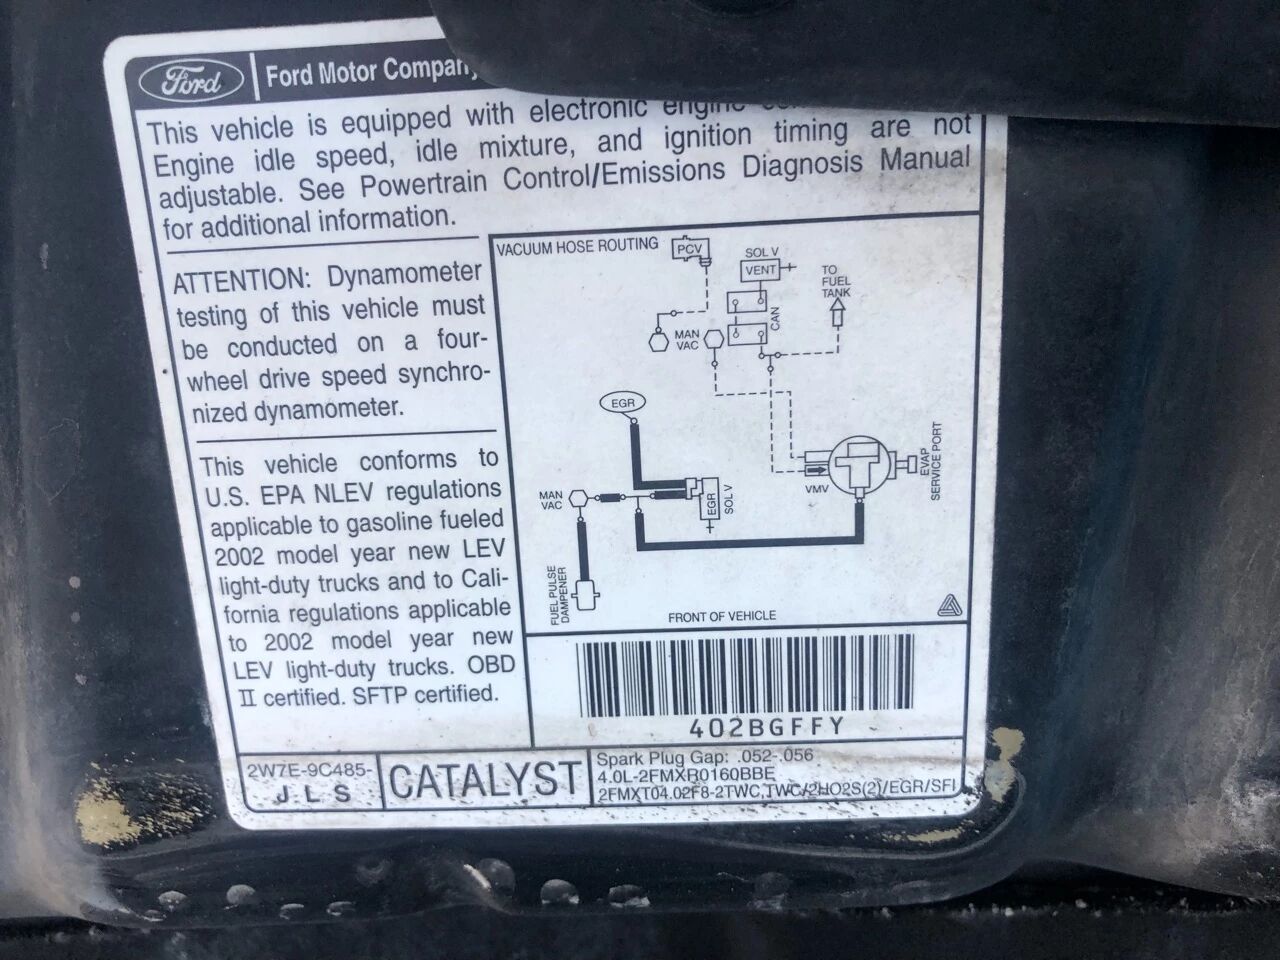 Ford Ford Motor Company
This vehicle is equipped with electronic engine
Engine idle speed, idle mixture, and ignition timing are not
adjustable. See Powertrain Control/Emissions Diagnosis Manual
for additional information.
ATTENTION: Dynamometer
testing of this vehicle must
be conducted on a four-
wheel drive speed synchro-
nized dynamometer.
This vehicle conforms to
U.S. EPA NLEV regulations
applicable to gasoline fueled
2002 model year new LEV
light-duty trucks and to Cali-
fornia regulations applicable
to 2002 model year new
LEV light-duty trucks. OBD
II certified. SFTP certified.
VACUUM HOSE ROUTING
PCV
SOL V
VENT
TO
FUEL
TANK
CAN
MAN
VAC
EGR
MAN
VAC
EGR
SOL V
VMV
EVAP
SERVICE PORT
FUEL PULSE
DAMPENER
FRONT OF VEHICLE
402BGFFY
2W7E-9C485-
J L S
CATALYST
Spark Plug Gap: .052-.056
4.0L-2FMXR0160BBE
2FMXT04.02F8-2TWC,TWC/2HO2S(2)/EGR/SFI